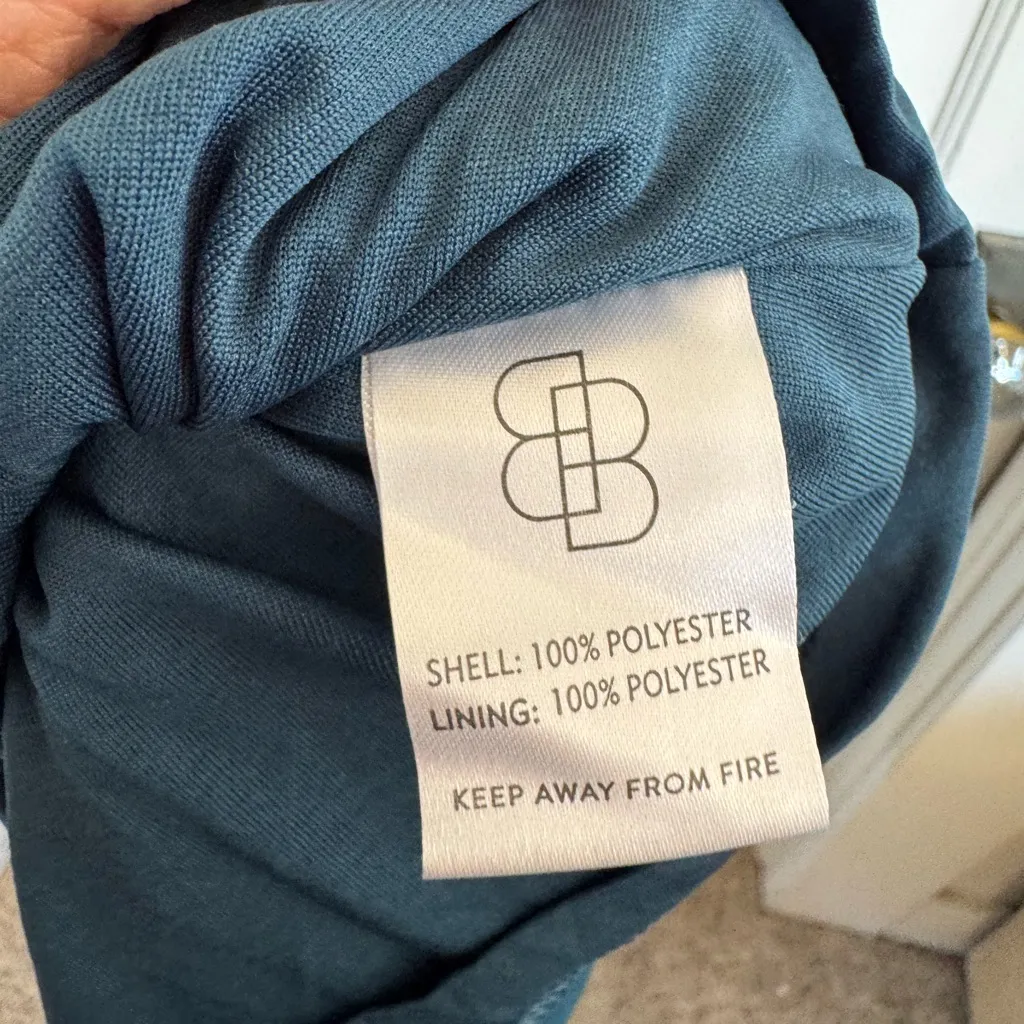 SHELL: 100% POLYESTER
LINING: 100% POLYESTER
KEEP AWAY FROM FIRE